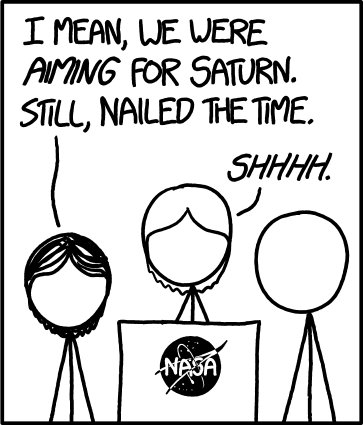 I MEAN, WE WERE
AIMING FOR SATURN.
STILL, NAILED THE TIME.
SHHHH.
NASA